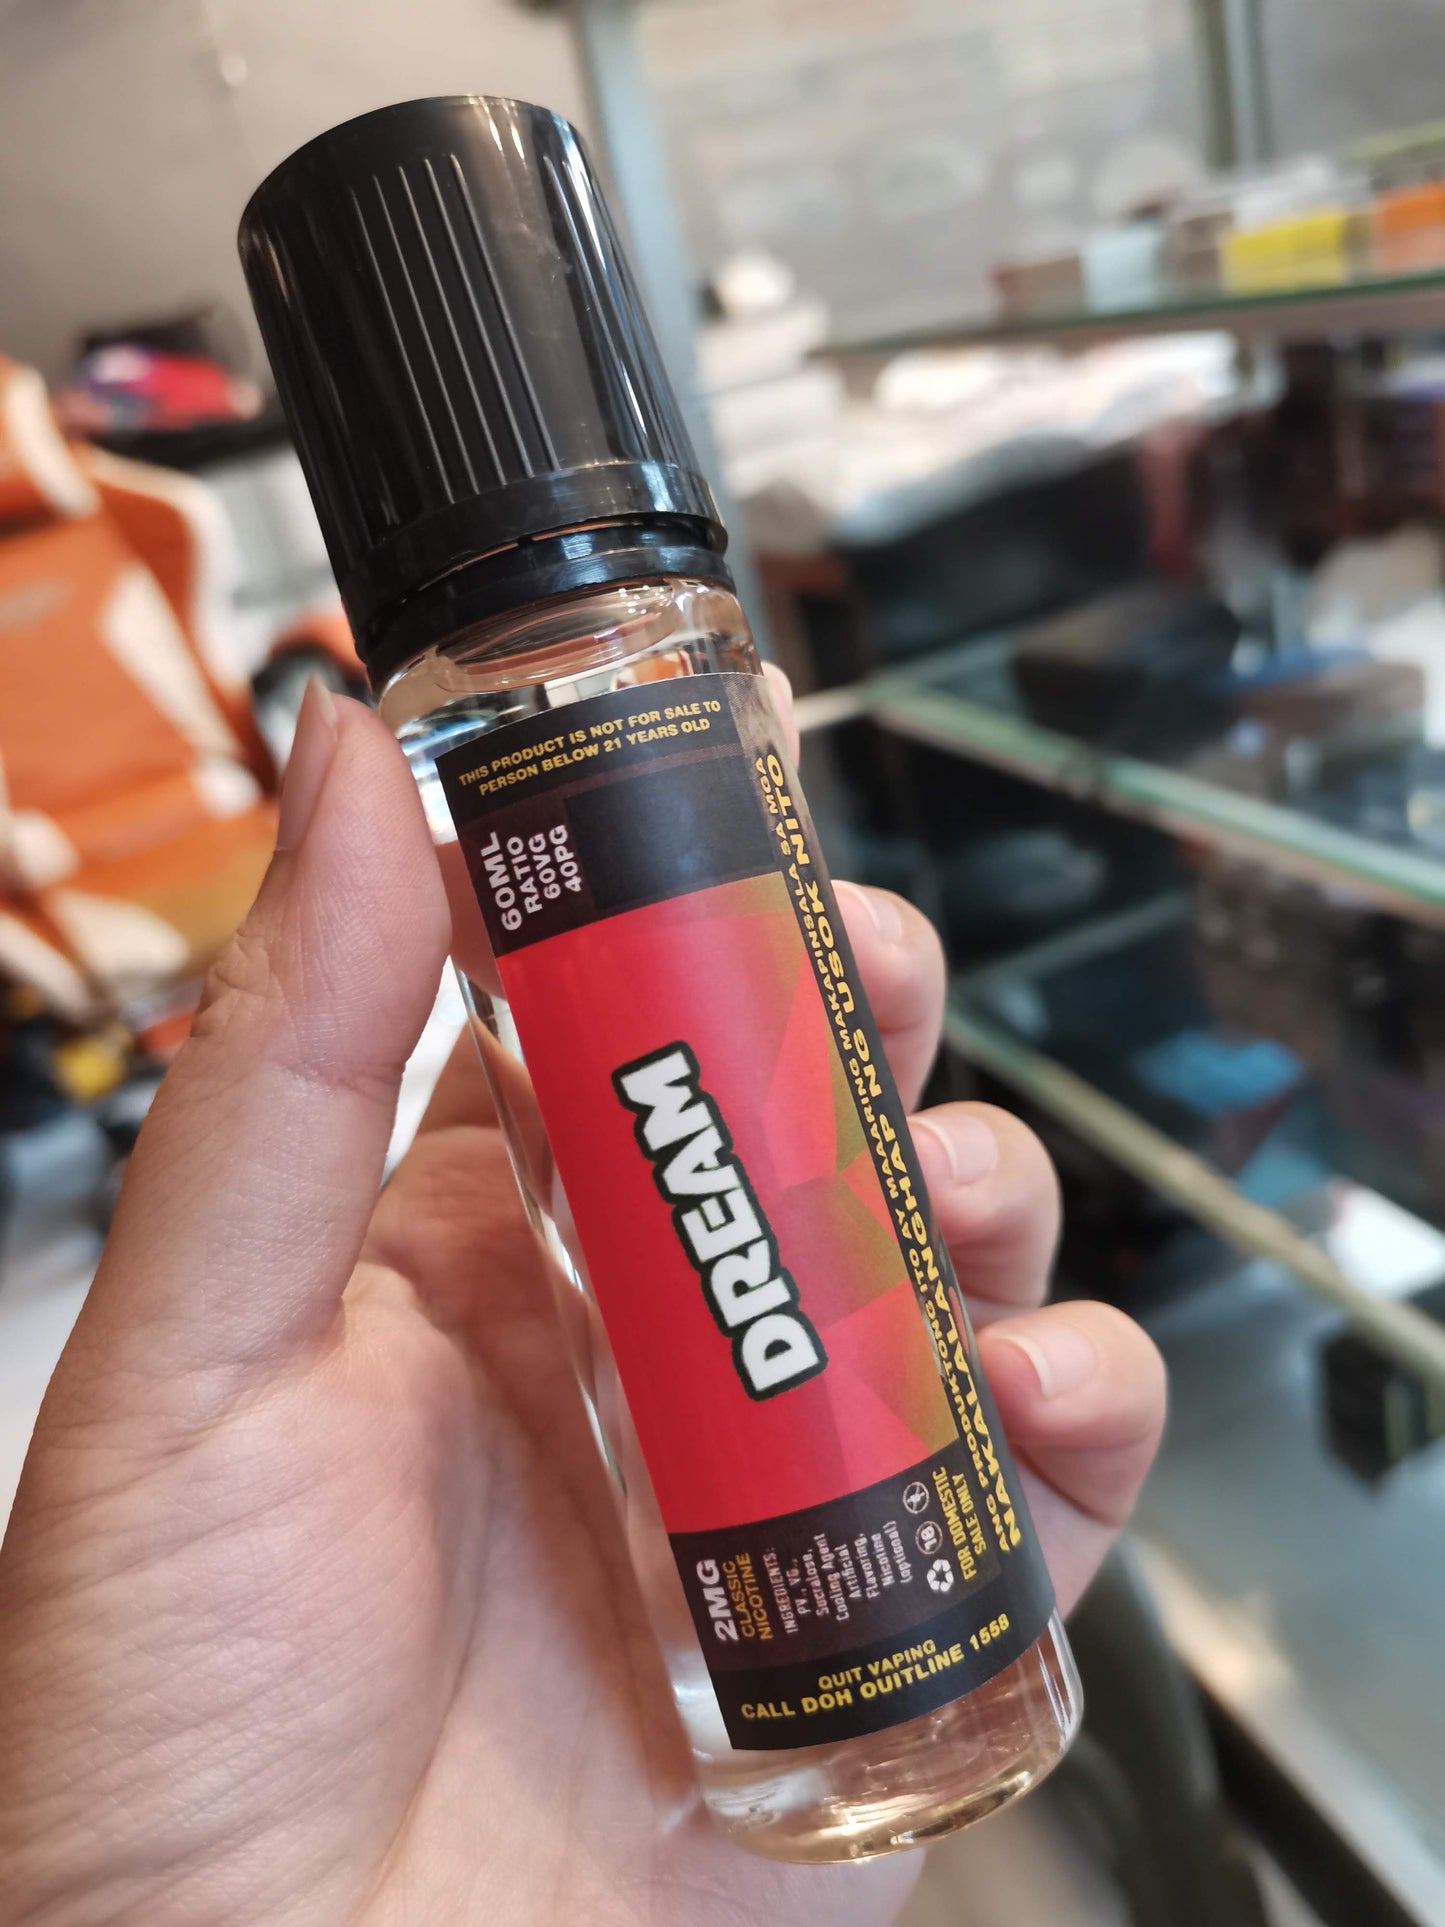 THIS PRODUCT IS NOT FOR SALE TO
PERSON BELOW 21 YEARS OLD
60ML
RATIO
60VG
40PG
DREAM
ANG PRODUKTONG ITO AY MAAARING MAKAPINSALA SA MGA
NAKALALANGHAP NG USOK NITO
2MG
CLASSIC
NICOTINE
INGREDIENTS:
PV., VG.,
Sucralose,
Cooling Agent
Artificial
Flavoring,
Nicotine
(optional)
18
FOR DOMESTIC
SALE ONLY
QUIT VAPING
CALL DOH QUITLINE 1558